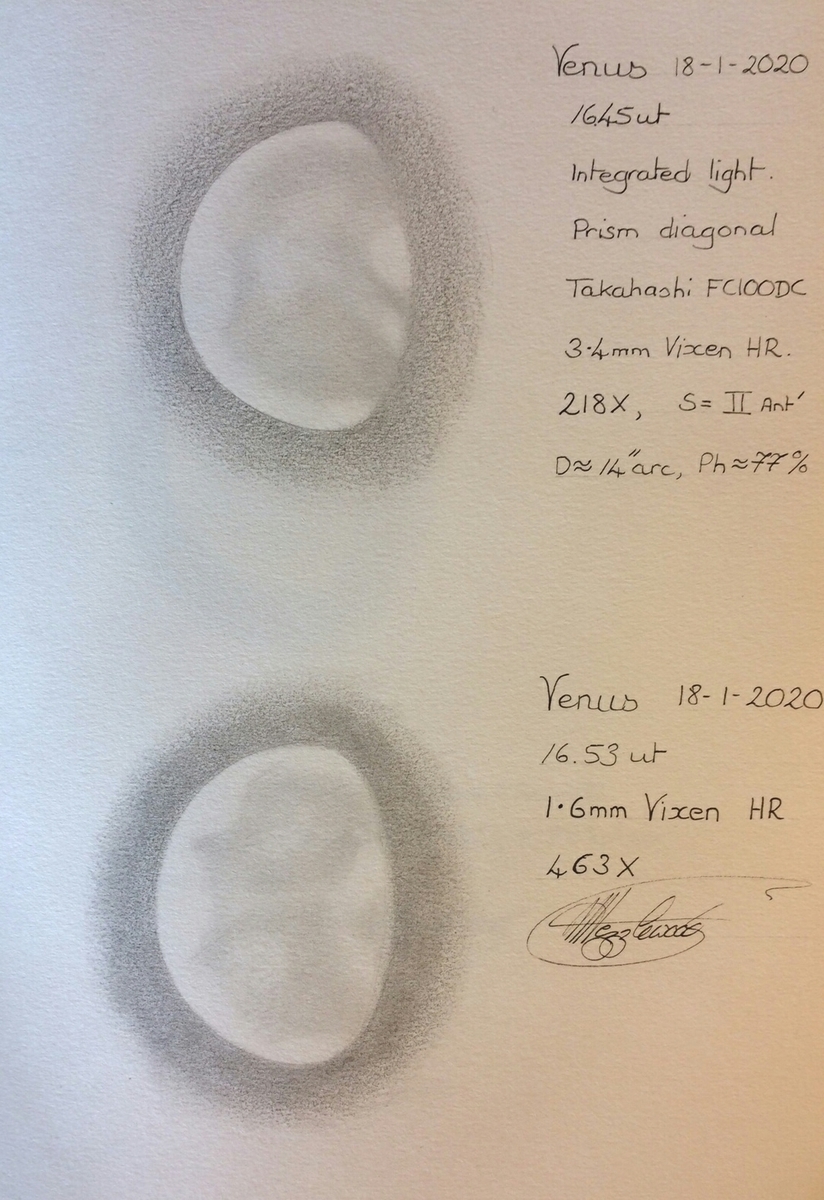 Venus 18-1-2020
1645ut
Integrated light.
Prism diagonal
Takahashi FC100DC
3.4mm Vixen HR.
218X, S= II Ant'
D≈14"arc, Ph≈77%
Venus 18-1-2020
16.53 ut
1.6mm Vixen HR
463X